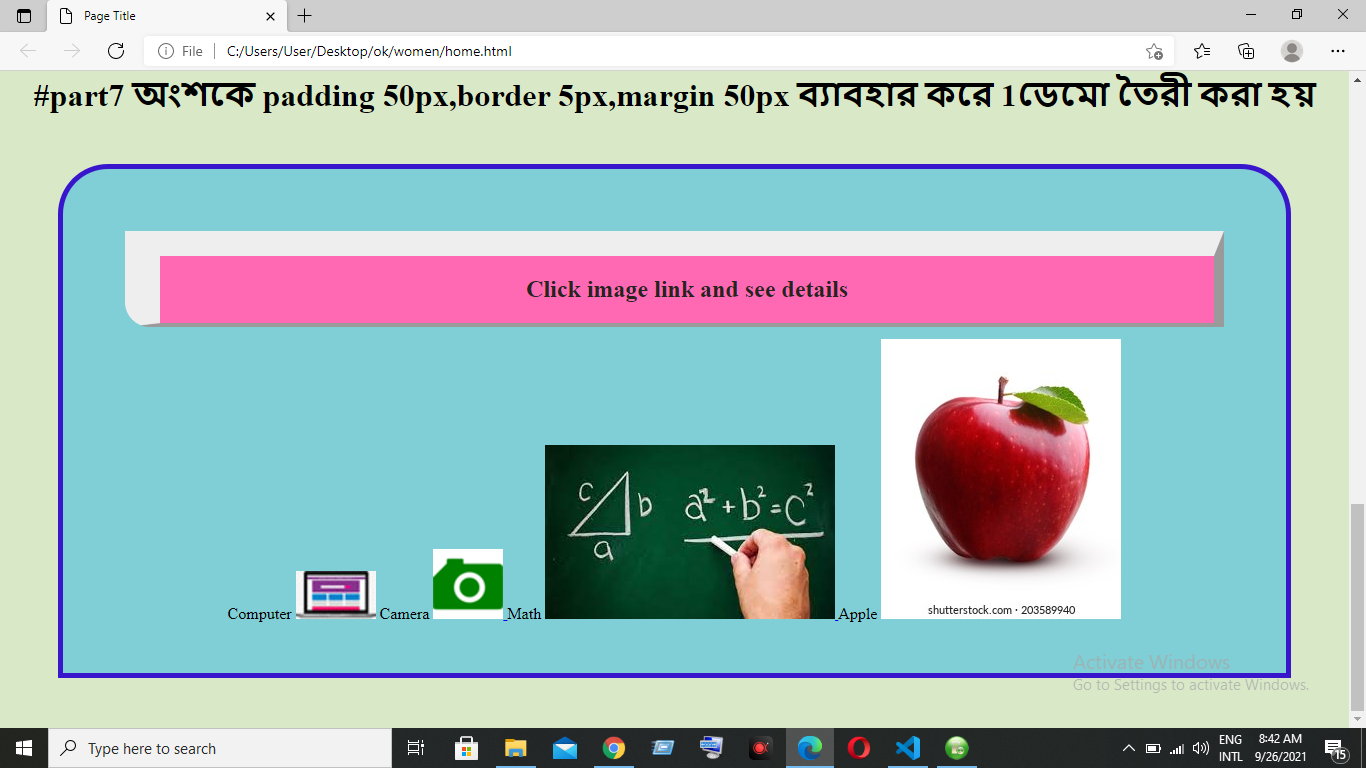 Page Title
File
C:/Users/User/Desktop/ok/women/home.html
#part7 অংশকে padding 50px,border 5px,margin 50px ব্যাবহার করে 1ডেমো তৈরী করা হয়
Click image link and see details
c
b
a
a²+b²=c²
shutterstock.com · 203589940
Computer Camera Math Apple
Activate Windows
Go to Settings to activate Windows.
Type here to search
ENG
INTL
8:42 AM
9/26/2021
15